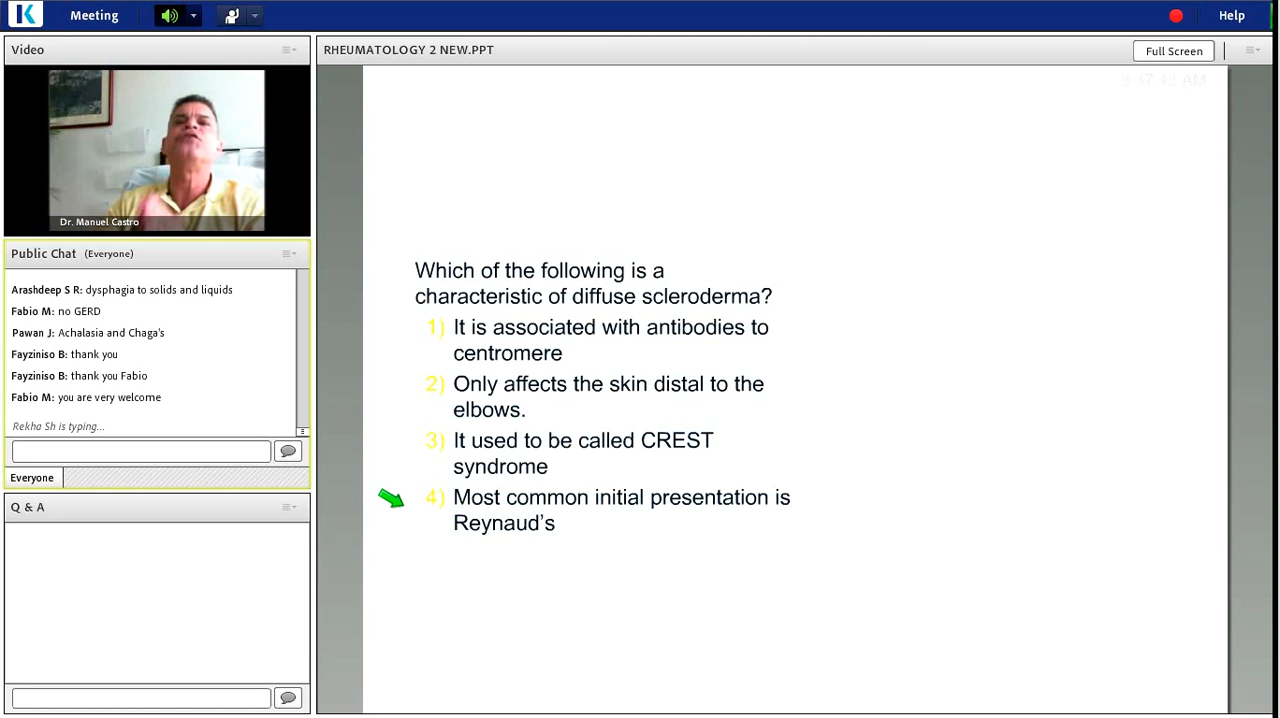 K
Meeting
Help
Video
Dr. Manuel Castro
Public Chat (Everyone)
Arashdeep S R: dysphagia to solids and liquids
Fabio M: no GERD
Pawan J: Achalasia and Chaga's
Fayziniso B: thank you
Fayziniso B: thank you Fabio
Fabio M: you are very welcome
Rekha Sh is typing...
Everyone
Q & A
RHEUMATOLOGY 2 NEW.PPT
Full Screen
Which of the following is a
characteristic of diffuse scleroderma?
1) It is associated with antibodies to
centromere
2) Only affects the skin distal to the
elbows.
3) It used to be called CREST
syndrome
4) Most common initial presentation is
Reynaud's